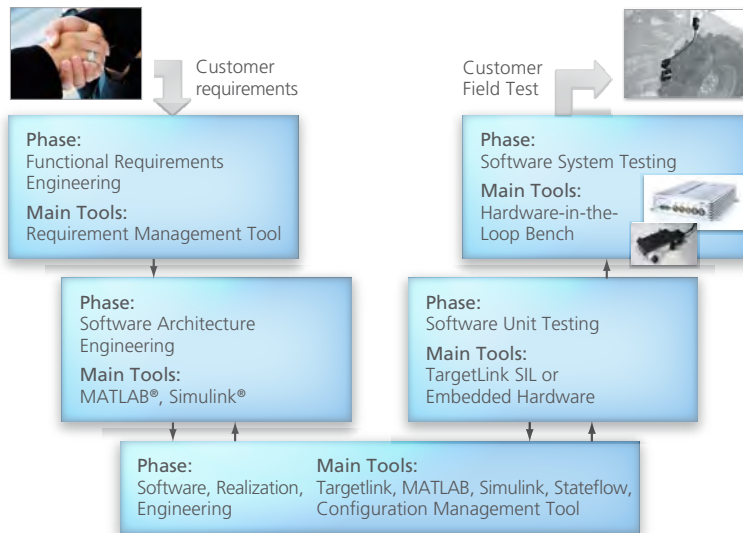 Customer
requirements
Phase:
Functional Requirements
Engineering
Main Tools:
Requirement Management Tool
Phase:
Software Architecture
Engineering
Main Tools:
MATLAB®, Simulink®
Phase:
Software, Realization,
Engineering
Main Tools:
Targetlink, MATLAB, Simulink, Stateflow,
Configuration Management Tool
Phase:
Software Unit Testing
Main Tools:
TargetLink SIL or
Embedded Hardware
Phase:
Software System Testing
Main Tools:
Hardware-in-the-
Loop Bench
Customer
Field Test